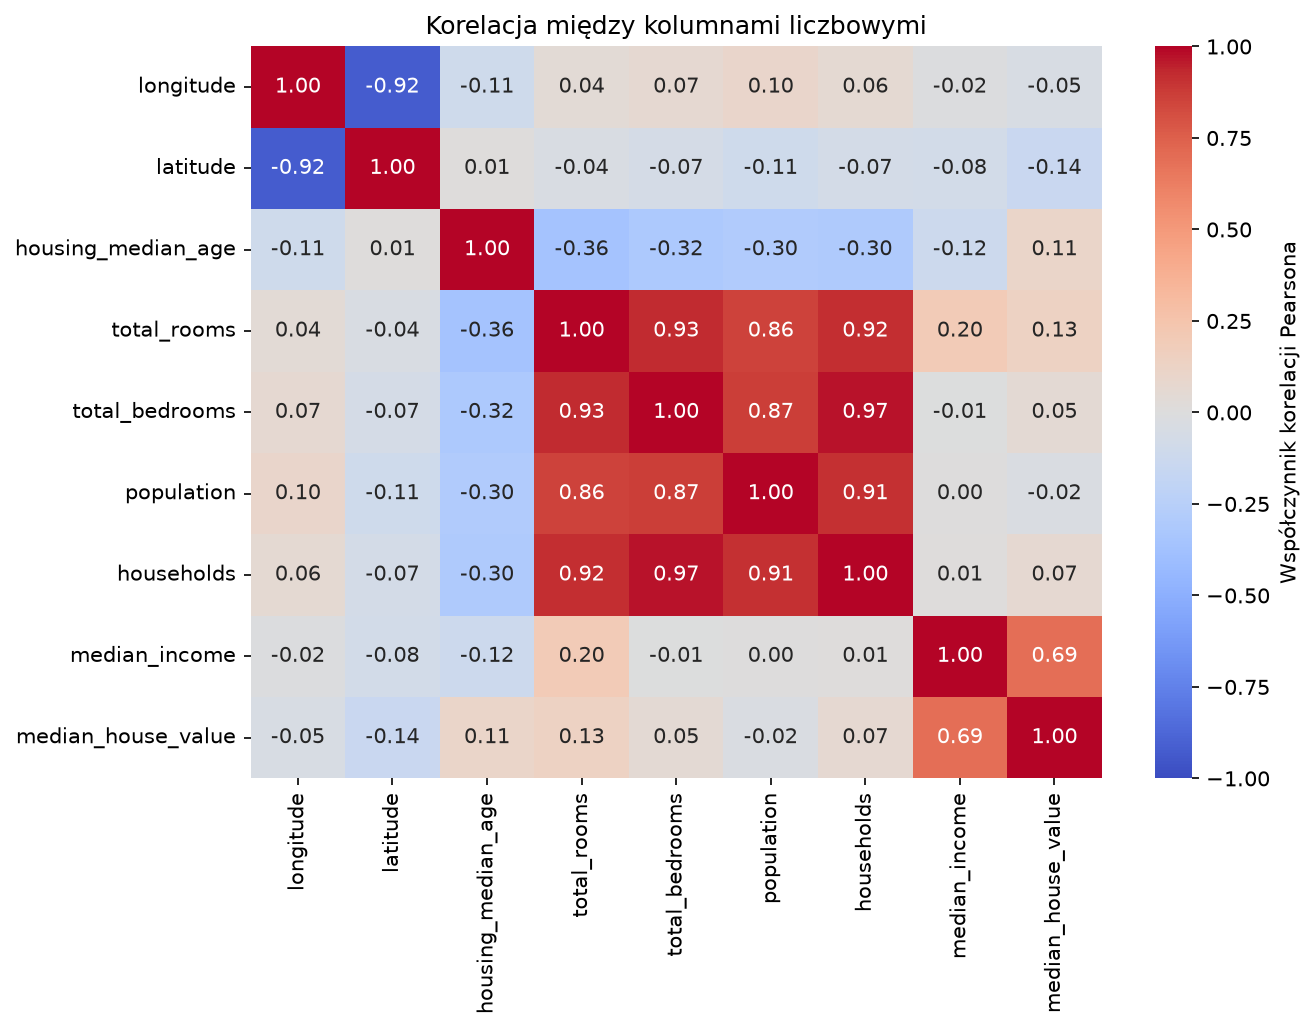 Korelacja między kolumnami liczbowymi
longitude 1.00 -0.92 -0.11 0.04 0.07 0.10 0.06 -0.02 -0.05
latitude -0.92 1.00 0.01 -0.04 -0.07 -0.11 -0.07 -0.08 -0.14
housing_median_age -0.11 0.01 1.00 -0.36 -0.32 -0.30 -0.30 -0.12 0.11
total_rooms 0.04 -0.04 -0.36 1.00 0.93 0.86 0.92 0.20 0.13
total_bedrooms 0.07 -0.07 -0.32 0.93 1.00 0.87 0.97 -0.01 0.05
population 0.10 -0.11 -0.30 0.86 0.87 1.00 0.91 0.00 -0.02
households 0.06 -0.07 -0.30 0.92 0.97 0.91 1.00 0.01 0.07
median_income -0.02 -0.08 -0.12 0.20 -0.01 0.00 0.01 1.00 0.69
median_house_value -0.05 -0.14 0.11 0.13 0.05 -0.02 0.07 0.69 1.00
longitude
latitude
housing_median_age
total_rooms
total_bedrooms
population
households
median_income
median_house_value
1.00
0.75
0.50
0.25
0.00
−0.25
−0.50
−0.75
−1.00
Współczynnik korelacji Pearsona